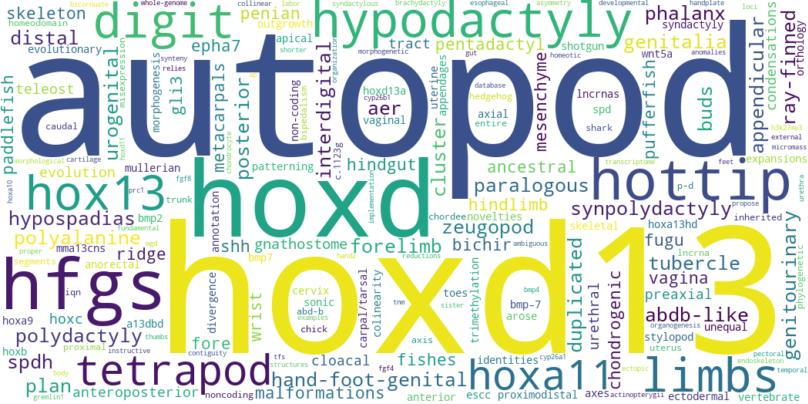 autopod
hoxd13
hoxd
hfgs
tetrapod
hoxa11
limbs
hottip
hypodactyly
digit
hox13
skeleton
distal
penian
outgrowth
pinned
phalanx
syndactyly
genitalia
pentadactyl
shotgun
wnt5a
tract
epha7
apical
shorter
gli3
teleost
evolutionary
urogenital
misexpression
morphogenesis
metacarpals
posterior
non-coding
bipedalism
interdigital
c.1123g
hoxd13a
cyp26b1
aer
vaginal
uterine
appendages
hedgehog
axial
entire
cluster
mesenchyme
lncrnas
spd
shark
pufferfish
buds
appendicular
condensations
ray-finned
orthology
loci
handplate
anomalies
developmental
asymmetry
homeotic
database
gut
esophageal
brachydactyly
syndactylous
labor
collinear
whole-genome
bicornuate
homeodomain
morphogenetic
organization
synteny
relies
paddlefish
caudal
morphological
cartilage
hoxd11
chondrocyte
evolution
mullerian
patterning
hindgut
ancestral
expansions
h3k27me3
external
micromass
transcriptome
feet
p-d
urethra
phylogenetic
hoxa10
prc1
fgf8
trunk
paralogous
hindlimb
synpolydactyly
inherited
propose
hypospadias
bmp2
polyalanine
fundamental
wgd
proper
segments
anorectal
mma13cns
ridge
iqn
hoxa9
hoxc
a13dbd
polydactyly
thumbs
hoxb
proximal
instructive
spdh
body
plan
gremlin1
anteroposterior
noncoding
tfs
structures
annotation
implementation
chordee
novelties
shh
gnathostome
forelimb
zeugopod
bichir
ambiguous
skeletal
hoxa13hd
fugu
lncrna
tubercle
vagina
preaxial
abdb-like
unequal
stylopod
organogenesis
uterus
ectopic
genitourinary
pectoral
endoskeleton
temporal
bmp7
hand2
reductions
cervix
sonic
abd-b
examples
chick
divergence
contiguity
wrist
fore
carpal/tarsal
tnm
colinearity
trimethylation
toes
sister
bmp4
bmp-7
arose
axis
duplicated
urethral
chondrogenic
cloacal
fishes
identities
cyp26a1
fgf4
hand-foot-genital
malformations
anterior
escc
proximodistal
axes
actinopterygii
ectodermal
vertebrate